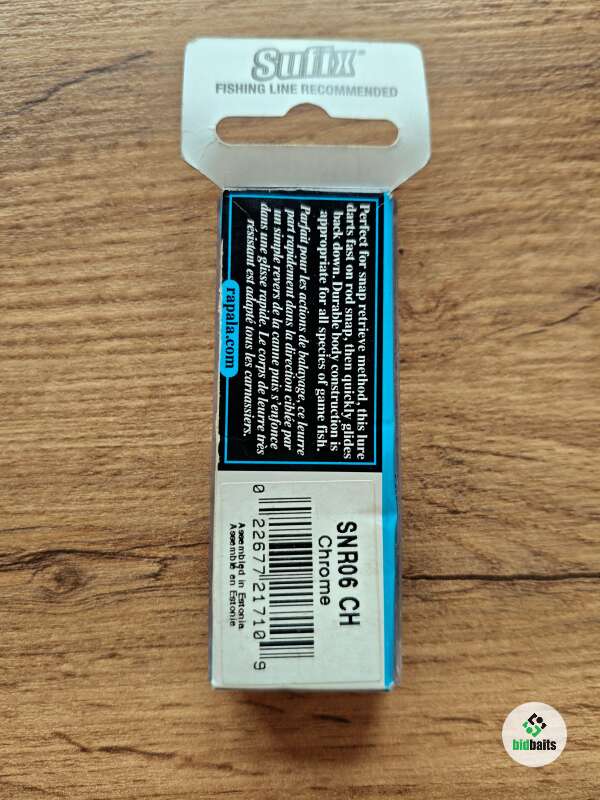 Sufix™
FISHING LINE RECOMMENDED
Perfect for snap retrieve method, this lure
darts fast on rod snap, then quickly glides
back down. Durable body construction is
appropriate for all species of game fish.
Parfait pour les actions de balayage, ce leurre
part rapidement dans la direction ciblée par
un simple revers de la canne puis s'enfonce
dans une glisse rapide. Le corps de leurre très
résistant est adapté tous les carnassiers.
rapala.com
SNR06 CH
Chrome
0 22677 21710 9
Assembled in Estonia
Assemblé en Estonie
bidbaits